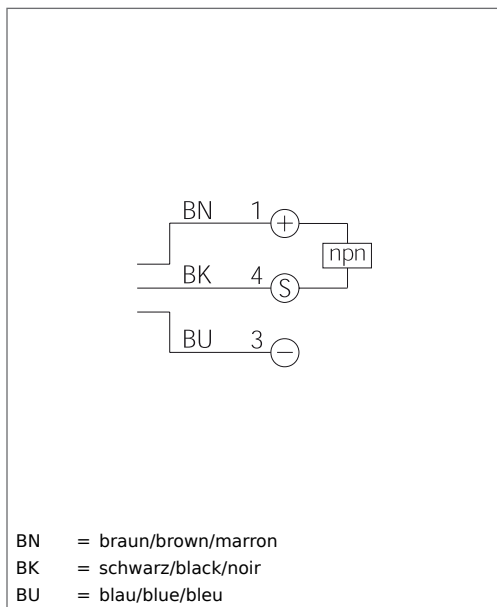 BN 1 +
npn
BK 4 S
BU 3 −
BN = braun/brown/marron
BK = schwarz/black/noir
BU = blau/blue/bleu